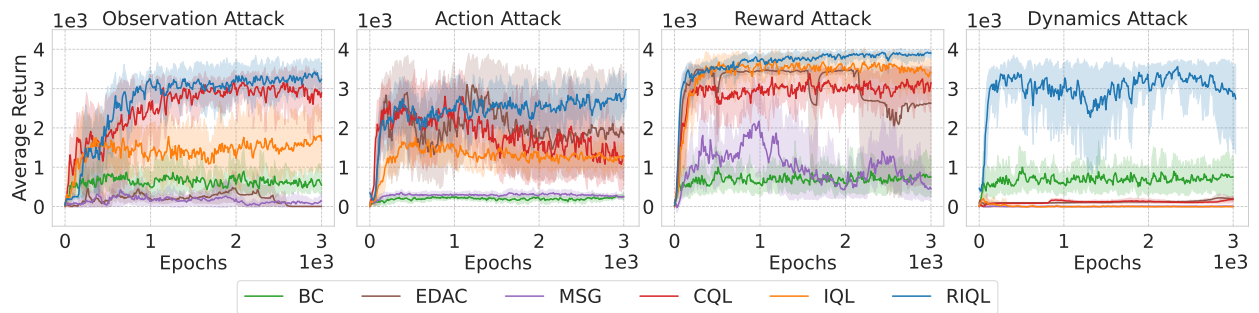 1e3 Observation Attack
1e3 Action Attack
1e3 Reward Attack
1e3 Dynamics Attack
Average Return
4
3
2
1
0
4
3
2
1
0
4
3
2
1
0
4
3
2
1
0
0 1 2 3
0 1 2 3
0 1 2 3
0 1 2 3
Epochs 1e3
Epochs 1e3
Epochs 1e3
Epochs 1e3
BC EDAC MSG CQL IQL RIQL